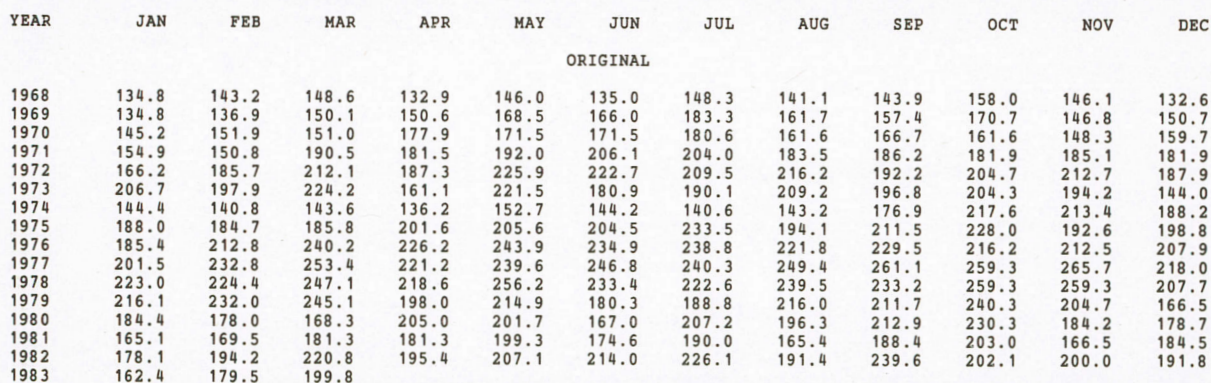 YEAR JAN FEB MAR APR MAY JUN JUL AUG SEP OCT NOV DEC
ORIGINAL
1968 134.8 143.2 148.6 132.9 146.0 135.0 148.3 141.1 143.9 158.0 146.1 132.6
1969 134.8 136.9 150.1 150.6 168.5 166.0 183.3 161.7 157.4 170.7 146.8 150.7
1970 145.2 151.9 151.0 177.9 171.5 171.5 180.6 161.6 166.7 161.6 148.3 159.7
1971 154.9 150.8 190.5 181.5 192.0 206.1 204.0 183.5 186.2 181.9 185.1 181.9
1972 166.2 185.7 212.1 187.3 225.9 222.7 209.5 216.2 192.2 204.7 212.7 187.9
1973 206.7 197.9 224.2 161.1 221.5 180.9 190.1 209.2 196.8 204.3 194.2 144.0
1974 144.4 140.8 143.6 136.2 152.7 144.2 140.6 143.2 176.9 217.6 213.4 188.2
1975 188.0 184.7 185.8 201.6 205.6 204.5 233.5 194.1 211.5 228.0 192.6 198.8
1976 185.4 212.8 240.2 226.2 243.9 234.9 238.8 221.8 229.5 216.2 212.5 207.9
1977 201.5 232.8 253.4 221.2 239.6 246.8 240.3 249.4 261.1 259.3 265.7 218.0
1978 223.0 224.4 247.1 218.6 256.2 233.4 222.6 239.5 233.2 259.3 259.3 207.7
1979 216.1 232.0 245.1 198.0 214.9 180.3 188.8 216.0 211.7 240.3 204.7 166.5
1980 184.4 178.0 168.3 205.0 201.7 167.0 207.2 196.3 212.9 230.3 184.2 178.7
1981 165.1 169.5 181.3 181.3 199.3 174.6 190.0 165.4 188.4 203.0 166.5 184.5
1982 178.1 194.2 220.8 195.4 207.1 214.0 226.1 191.4 239.6 202.1 200.0 191.8
1983 162.4 179.5 199.8